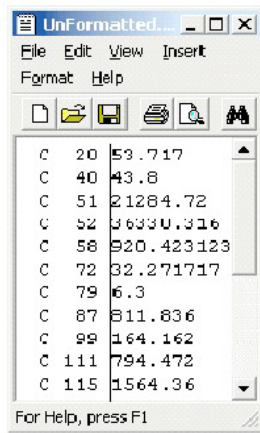 UnFormatted....
File Edit View Insert
Format Help
C 20 53.717
C 40 43.8
C 51 21284.72
C 52 36330.316
C 58 920.423123
C 72 32.271717
C 79 6.3
C 87 811.836
C 99 164.162
C 111 794.472
C 115 1564.36
For Help, press F1